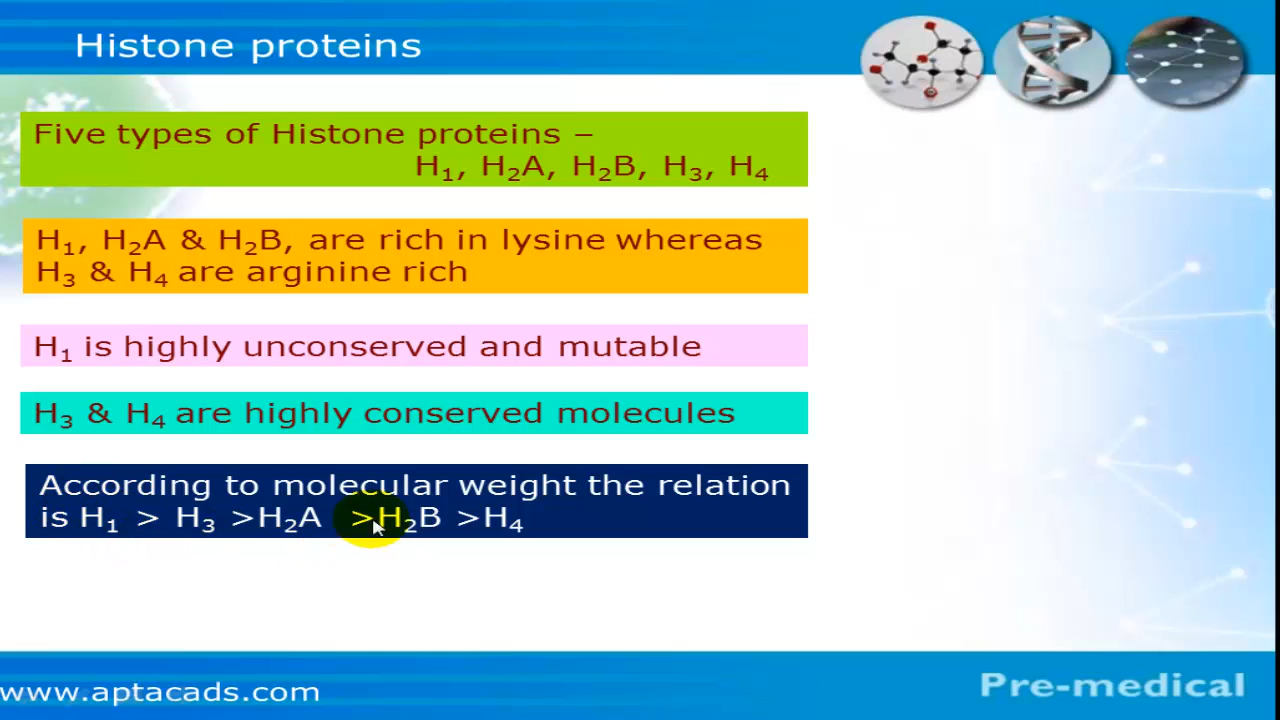 Histone proteins
Five types of Histone proteins –
H₁, H₂A, H₂B, H₃, H₄
H₁, H₂A & H₂B, are rich in lysine whereas
H₃ & H₄ are arginine rich
H₁ is highly unconserved and mutable
H₃ & H₄ are highly conserved molecules
According to molecular weight the relation
is H₁ > H₃ >H₂A >H₂B >H₄
www.aptacads.com
Pre-medical